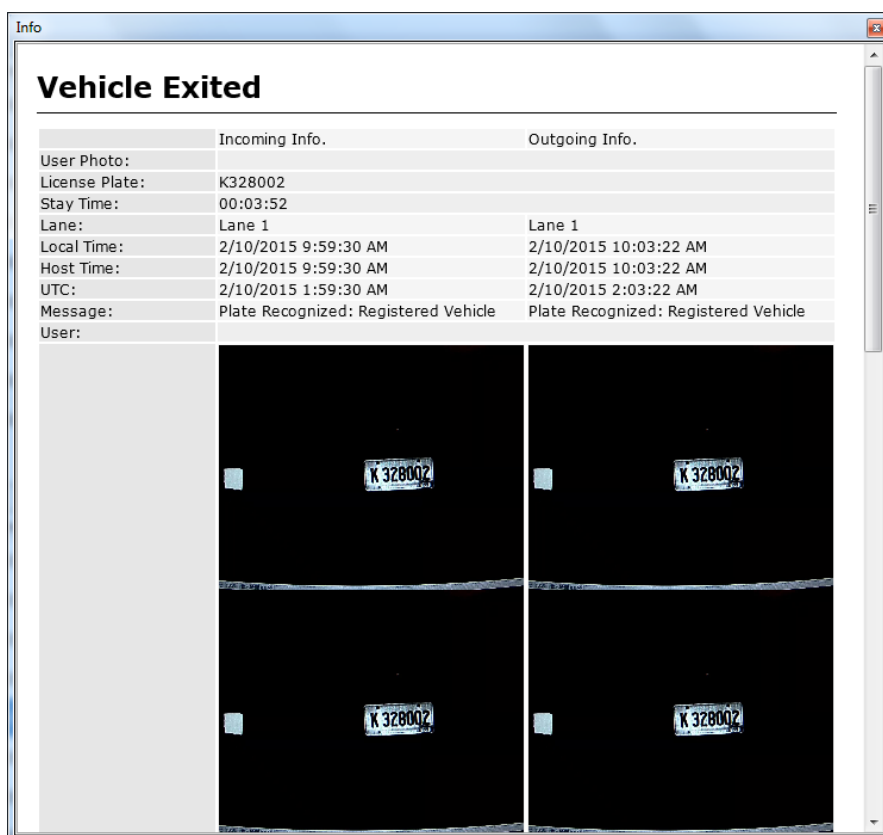 Info
Vehicle Exited
Incoming Info. Outgoing Info.
User Photo:
License Plate: K328002
Stay Time: 00:03:52
Lane: Lane 1 Lane 1
Local Time: 2/10/2015 9:59:30 AM 2/10/2015 10:03:22 AM
Host Time: 2/10/2015 9:59:30 AM 2/10/2015 10:03:22 AM
UTC: 2/10/2015 1:59:30 AM 2/10/2015 2:03:22 AM
Message: Plate Recognized: Registered Vehicle Plate Recognized: Registered Vehicle
User:
K 328002 K 328002
K 328002 K 328002